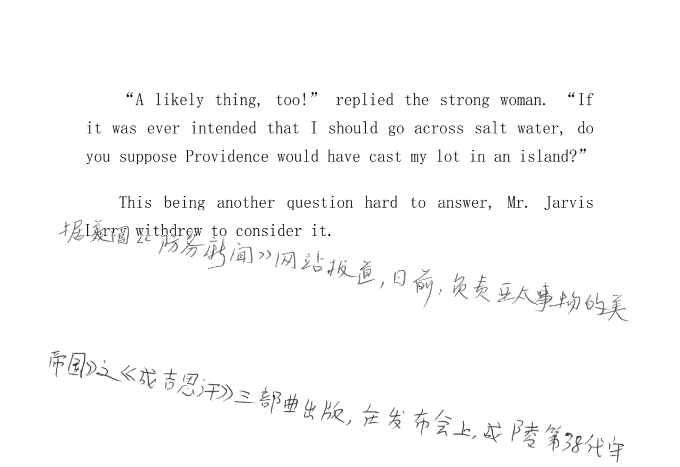 “A likely thing, too!” replied the strong woman. “If
it was ever intended that I should go across salt water, do
you suppose Providence would have cast my lot in an island?”
This being another question hard to answer, Mr. Jarvis
Lorry withdrew to consider it.
据美国《防务新闻》网站报道,日前,负责亚太事物的美
帝国》之《成吉思汗》三部曲出版,在发布会上,成陵第38代守